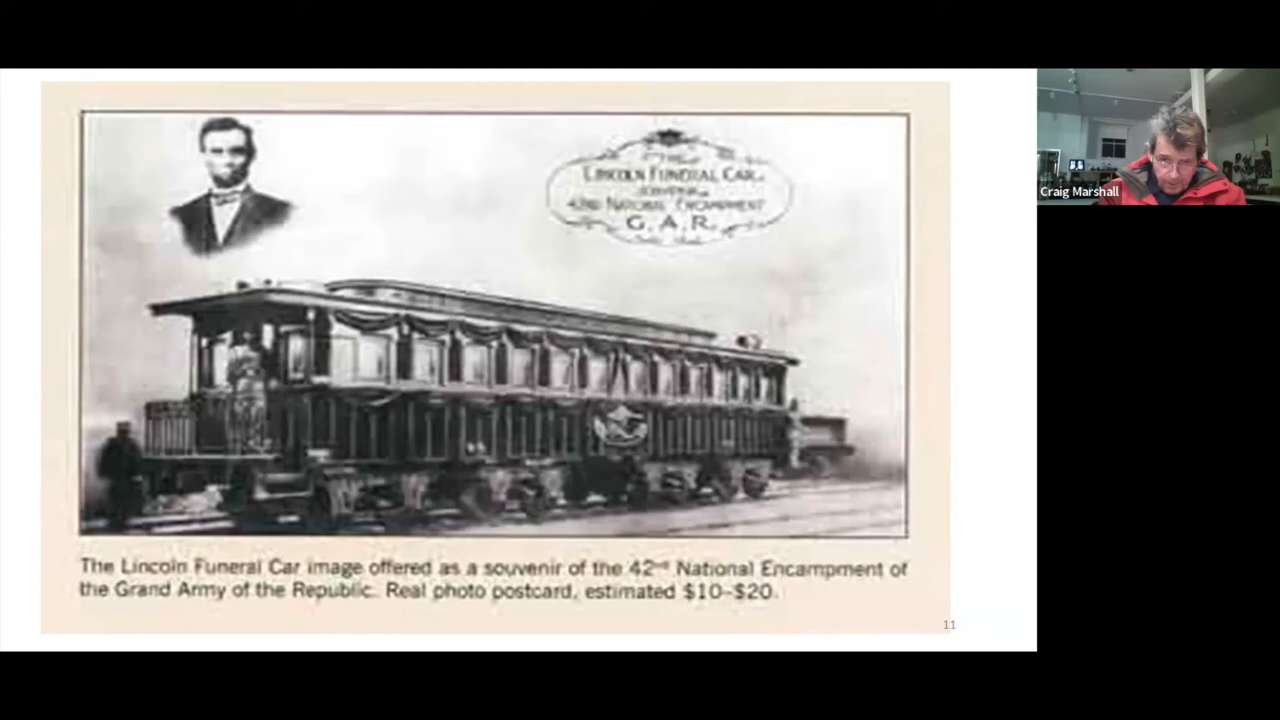 THE
LINCOLN FUNERAL CAR
SOUVENIR
42ND NATIONAL ENCAMPMENT
G. A. R.
The Lincoln Funeral Car image offered as a souvenir of the 42nd National Encampment of
the Grand Army of the Republic. Real photo postcard, estimated $10–$20.
11
Craig Marshall